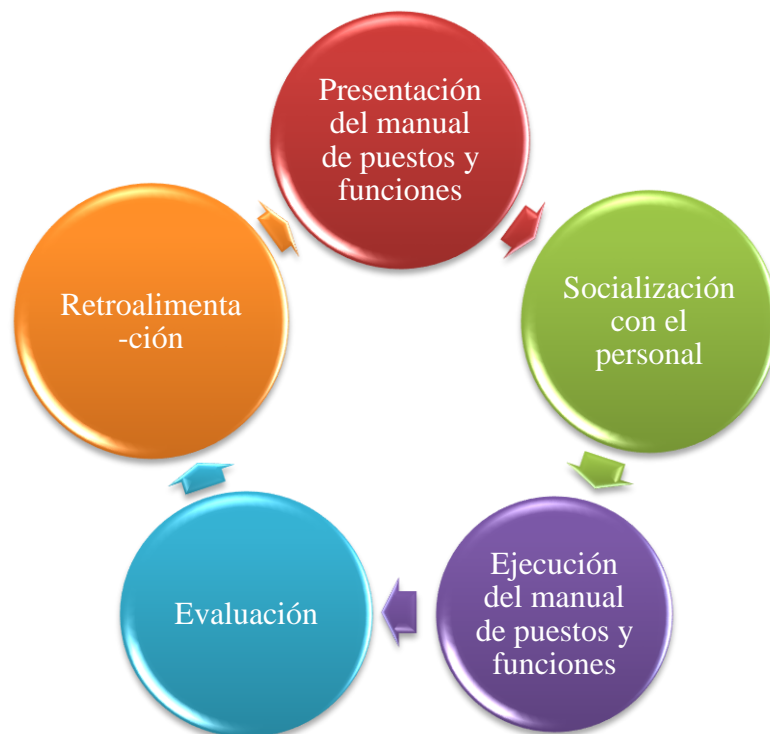 Presentación
del manual
de puestos y
funciones
Socialización
con el
personal
Ejecución
del manual
de puestos y
funciones
Evaluación
Retroalimenta
-ción